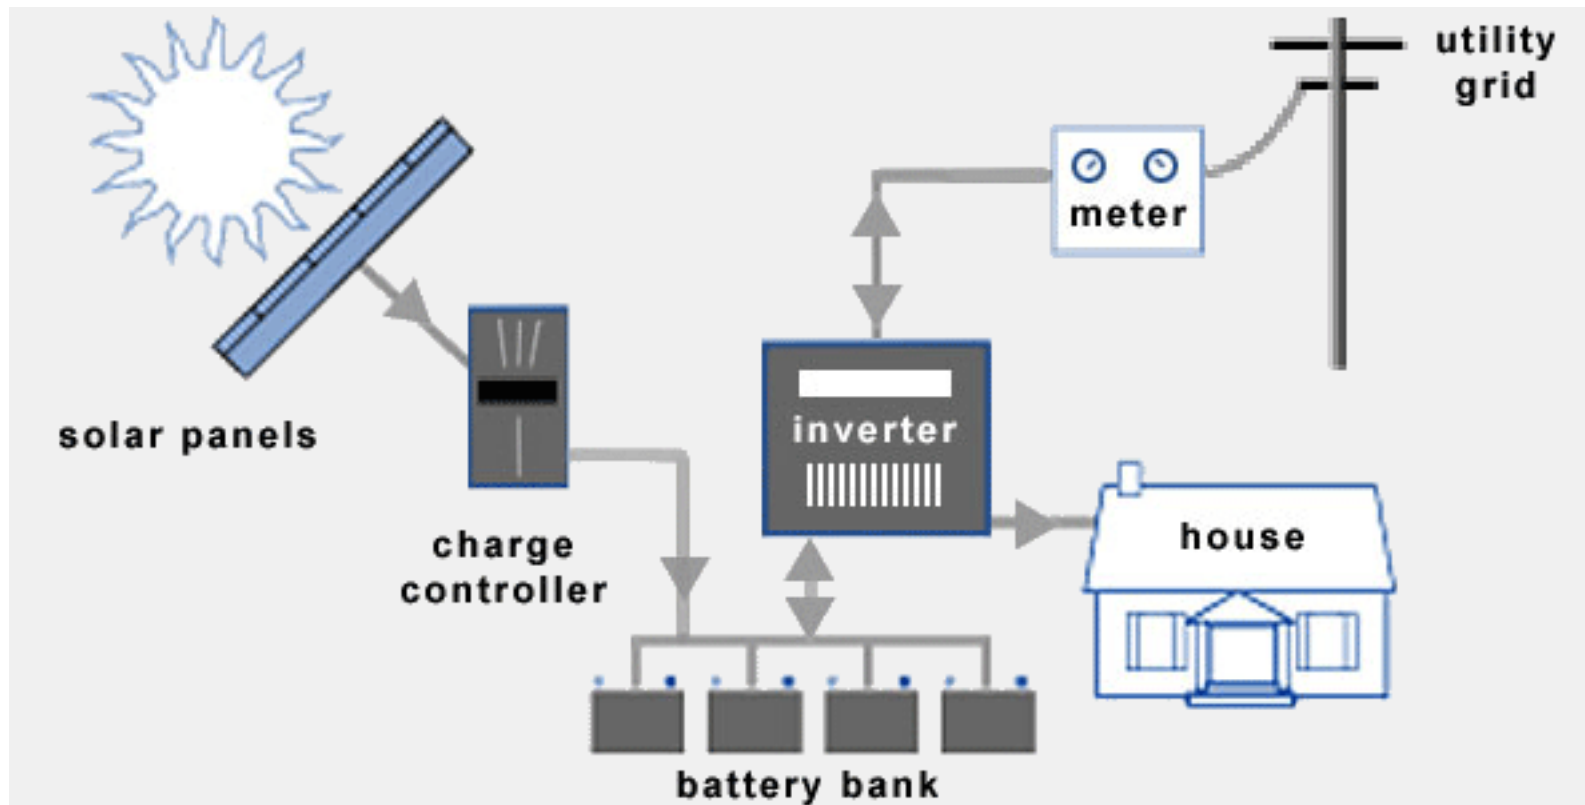 utility
grid
meter
solar panels
inverter
charge
controller
house
battery bank